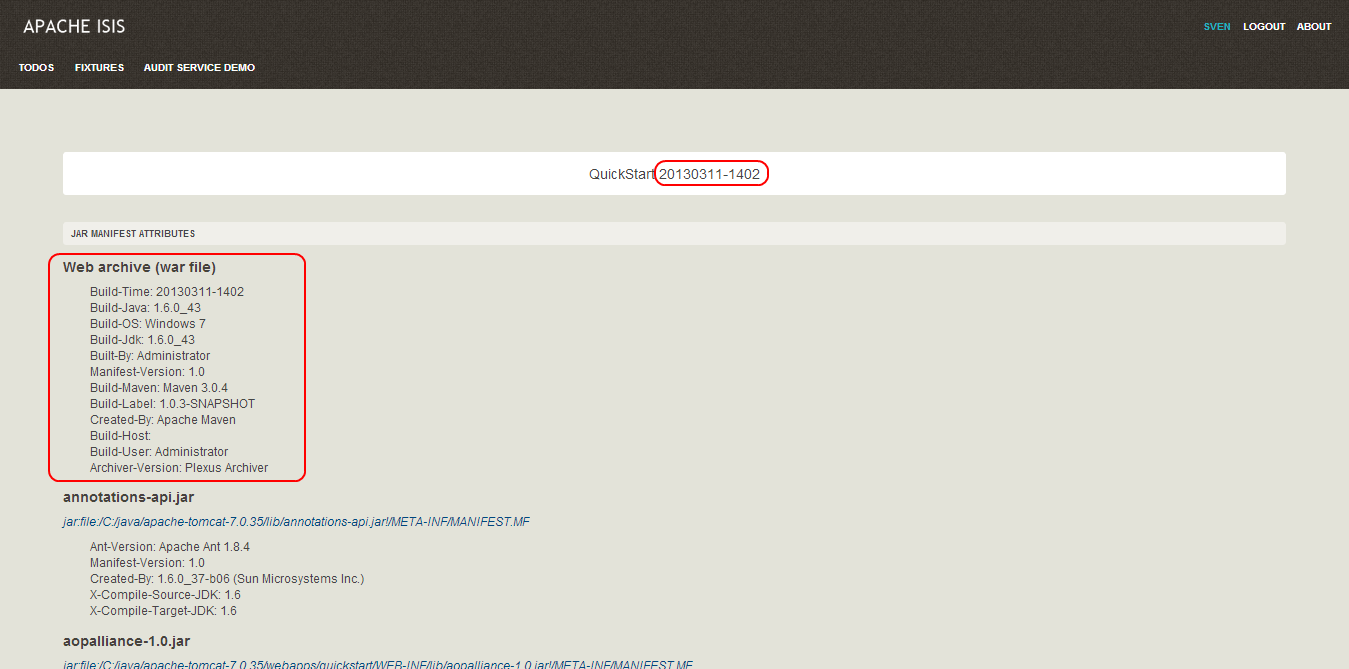 APACHE ISIS
SVEN LOGOUT ABOUT
TODOS FIXTURES AUDIT SERVICE DEMO
QuickStart 20130311-1402
JAR MANIFEST ATTRIBUTES
Web archive (war file)
Build-Time: 20130311-1402
Build-Java: 1.6.0_43
Build-OS: Windows 7
Build-Jdk: 1.6.0_43
Built-By: Administrator
Manifest-Version: 1.0
Build-Maven: Maven 3.0.4
Build-Label: 1.0.3-SNAPSHOT
Created-By: Apache Maven
Build-Host:
Build-User: Administrator
Archiver-Version: Plexus Archiver
annotations-api.jar
jar:file:/C:/java/apache-tomcat-7.0.35/lib/annotations-api.jar!/META-INF/MANIFEST.MF
Ant-Version: Apache Ant 1.8.4
Manifest-Version: 1.0
Created-By: 1.6.0_37-b06 (Sun Microsystems Inc.)
X-Compile-Source-JDK: 1.6
X-Compile-Target-JDK: 1.6
aopalliance-1.0.jar
jar:file:/C:/java/apache-tomcat-7.0.35/webapps/quickstart/WEB-INF/lib/aopalliance-1.0.jar!/META-INF/MANIFEST.MF